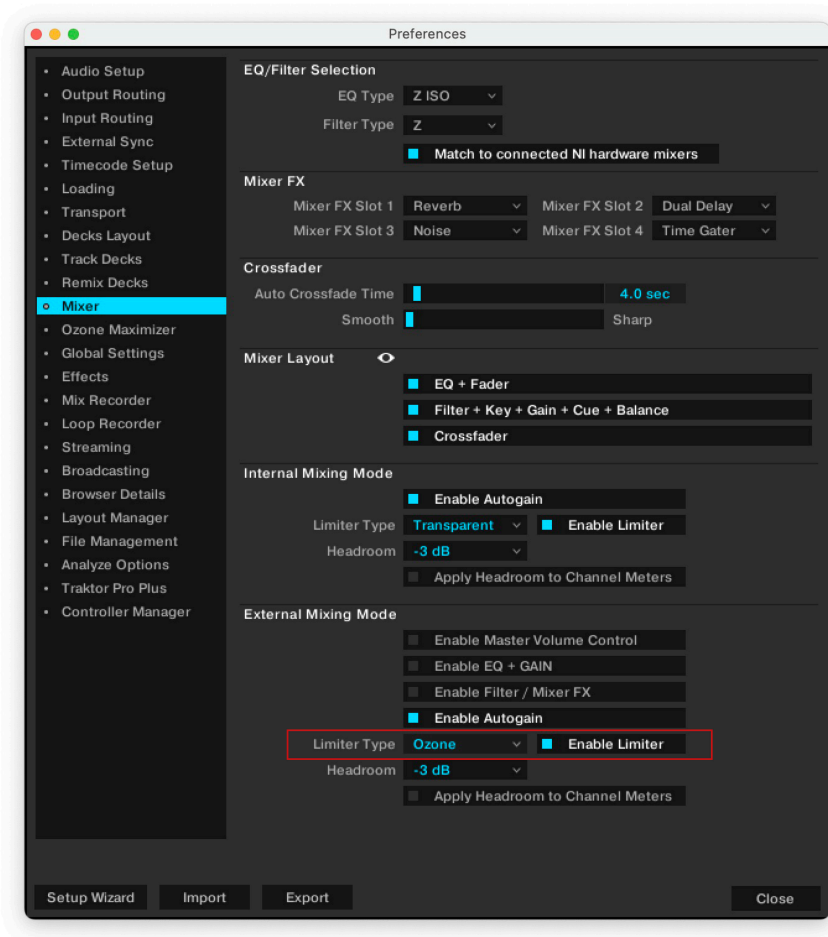 Preferences
Audio Setup
Output Routing
Input Routing
External Sync
Timecode Setup
Loading
Transport
Decks Layout
Track Decks
Remix Decks
Mixer
Ozone Maximizer
Global Settings
Effects
Mix Recorder
Loop Recorder
Streaming
Broadcasting
Browser Details
Layout Manager
File Management
Analyze Options
Traktor Pro Plus
Controller Manager
EQ/Filter Selection
EQ Type Z ISO
Filter Type Z
Match to connected NI hardware mixers
Mixer FX
Mixer FX Slot 1 Reverb Mixer FX Slot 2 Dual Delay
Mixer FX Slot 3 Noise Mixer FX Slot 4 Time Gater
Crossfader
Auto Crossfade Time 4.0 sec
Smooth Sharp
Mixer Layout
EQ + Fader
Filter + Key + Gain + Cue + Balance
Crossfader
Internal Mixing Mode
Enable Autogain
Limiter Type Transparent Enable Limiter
Headroom -3 dB
Apply Headroom to Channel Meters
External Mixing Mode
Enable Master Volume Control
Enable EQ + GAIN
Enable Filter / Mixer FX
Enable Autogain
Limiter Type Ozone Enable Limiter
Headroom -3 dB
Apply Headroom to Channel Meters
Setup Wizard Import Export Close